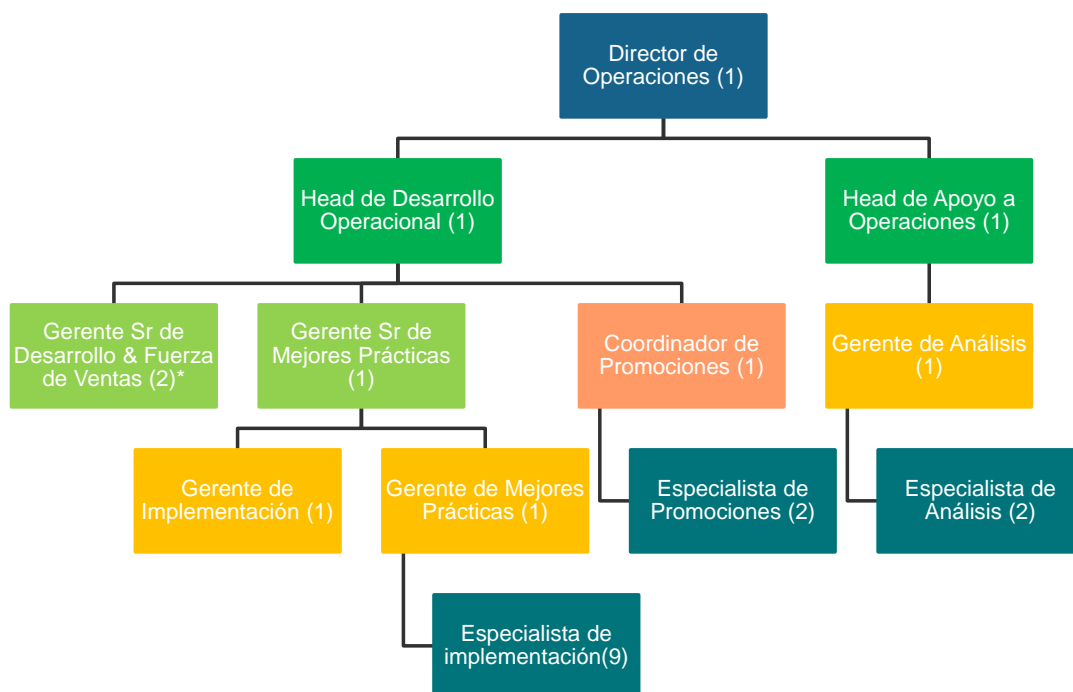 Director de
Operaciones (1)
Head de Desarrollo
Operacional (1)
Head de Apoyo a
Operaciones (1)
Gerente Sr de
Desarrollo & Fuerza
de Ventas (2)*
Gerente Sr de
Mejores Prácticas
(1)
Coordinador de
Promociones (1)
Gerente de Análisis
(1)
Gerente de
Implementación (1)
Gerente de Mejores
Prácticas (1)
Especialista de
Promociones (2)
Especialista de
Análisis (2)
Especialista de
implementación(9)